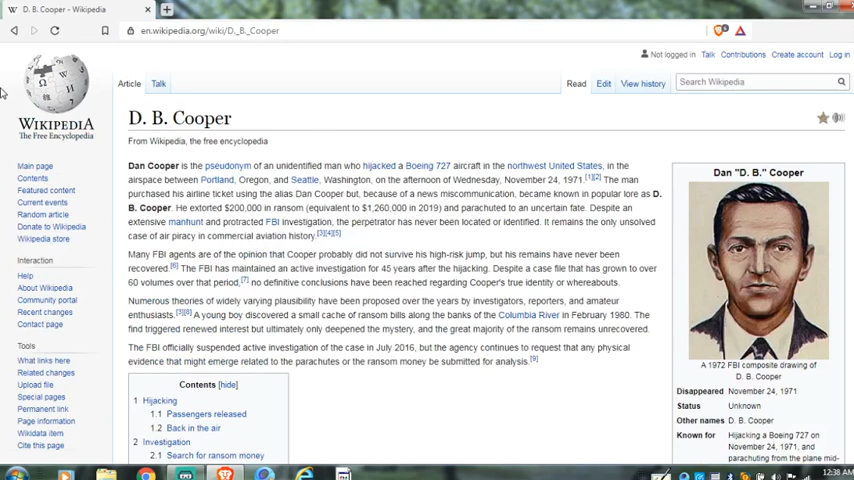 D. B. Cooper - Wikipedia
en.wikipedia.org/wiki/D._B._Cooper
Not logged in Talk Contributions Create account Log in
Article Talk Read Edit View history Search Wikipedia
WIKIPEDIA
The Free Encyclopedia
Main page
Contents
Featured content
Current events
Random article
Donate to Wikipedia
Wikipedia store
Interaction
Help
About Wikipedia
Community portal
Recent changes
Contact page
Tools
What links here
Related changes
Upload file
Special pages
Permanent link
Page information
Wikidata item
Cite this page
D. B. Cooper
From Wikipedia, the free encyclopedia
Dan Cooper is the pseudonym of an unidentified man who hijacked a Boeing 727 aircraft in the northwest United States, in the
airspace between Portland, Oregon, and Seattle, Washington, on the afternoon of Wednesday, November 24, 1971.[1][2] The man
purchased his airline ticket using the alias Dan Cooper but, because of a news miscommunication, became known in popular lore as D.
B. Cooper. He extorted $200,000 in ransom (equivalent to $1,260,000 in 2019) and parachuted to an uncertain fate. Despite an
extensive manhunt and protracted FBI investigation, the perpetrator has never been located or identified. It remains the only unsolved
case of air piracy in commercial aviation history.[3][4][5]
Many FBI agents are of the opinion that Cooper probably did not survive his high-risk jump, but his remains have never been
recovered.[6] The FBI has maintained an active investigation for 45 years after the hijacking. Despite a case file that has grown to over
60 volumes over that period,[7] no definitive conclusions have been reached regarding Cooper's true identity or whereabouts.
Numerous theories of widely varying plausibility have been proposed over the years by investigators, reporters, and amateur
enthusiasts.[3][8] A young boy discovered a small cache of ransom bills along the banks of the Columbia River in February 1980. The
find triggered renewed interest but ultimately only deepened the mystery, and the great majority of the ransom remains unrecovered.
The FBI officially suspended active investigation of the case in July 2016, but the agency continues to request that any physical
evidence that might emerge related to the parachutes or the ransom money be submitted for analysis.[9]
Contents [hide]
1 Hijacking
1.1 Passengers released
1.2 Back in the air
2 Investigation
2.1 Search for ransom money
Dan "D. B." Cooper
A 1972 FBI composite drawing of
D. B. Cooper
Disappeared November 24, 1971
Status Unknown
Other names D. B. Cooper
Known for Hijacking a Boeing 727 on
November 24, 1971, and
parachuting from the plane mid-
12:38 AM